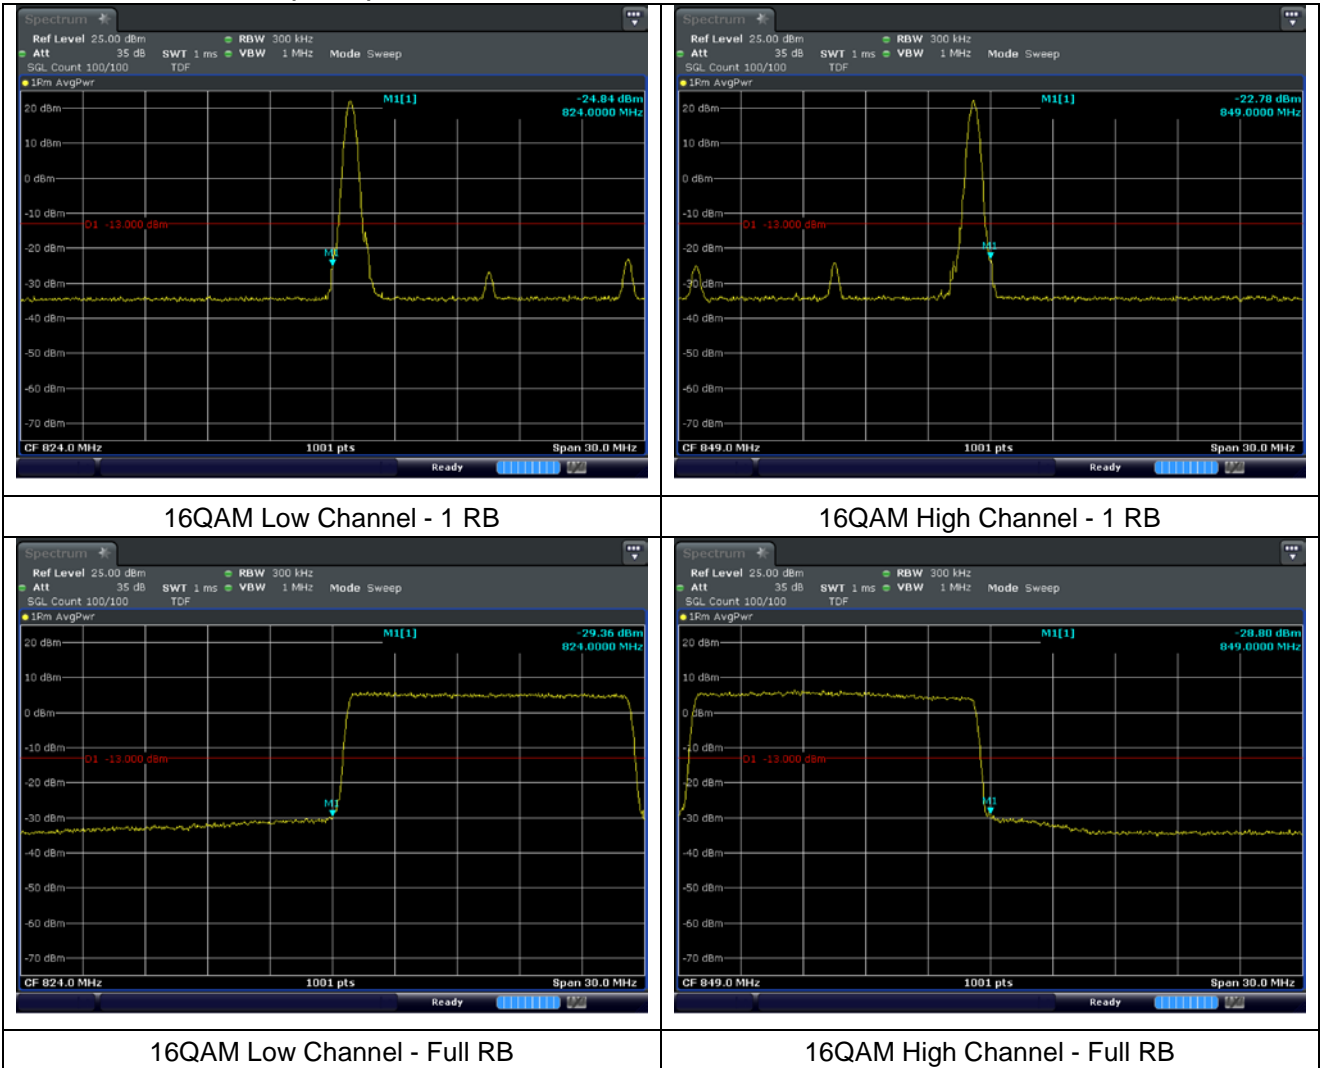 Spectrum
Ref Level 25.00 dBm RBW 300 kHz
Att 35 dB SWT 1 ms VBW 1 MHz Mode Sweep
SGL Count 100/100 TDF
1Rm AvgPwr
M1[1] -24.84 dBm
824.0000 MHz
20 dBm
10 dBm
0 dBm
-10 dBm
D1 -13.000 dBm
-20 dBm
M1
-30 dBm
-40 dBm
-50 dBm
-60 dBm
-70 dBm
CF 824.0 MHz 1001 pts Span 30.0 MHz
Ready
16QAM Low Channel - 1 RB
Spectrum
Ref Level 25.00 dBm RBW 300 kHz
Att 35 dB SWT 1 ms VBW 1 MHz Mode Sweep
SGL Count 100/100 TDF
1Rm AvgPwr
M1[1] -22.78 dBm
849.0000 MHz
20 dBm
10 dBm
0 dBm
-10 dBm
D1 -13.000 dBm
-20 dBm
M1
-30 dBm
-40 dBm
-50 dBm
-60 dBm
-70 dBm
CF 849.0 MHz 1001 pts Span 30.0 MHz
Ready
16QAM High Channel - 1 RB
Spectrum
Ref Level 25.00 dBm RBW 300 kHz
Att 35 dB SWT 1 ms VBW 1 MHz Mode Sweep
SGL Count 100/100 TDF
1Rm AvgPwr
M1[1] -29.36 dBm
824.0000 MHz
20 dBm
10 dBm
0 dBm
-10 dBm
D1 -13.000 dBm
-20 dBm
M1
-30 dBm
-40 dBm
-50 dBm
-60 dBm
-70 dBm
CF 824.0 MHz 1001 pts Span 30.0 MHz
Ready
16QAM Low Channel - Full RB
Spectrum
Ref Level 25.00 dBm RBW 300 kHz
Att 35 dB SWT 1 ms VBW 1 MHz Mode Sweep
SGL Count 100/100 TDF
1Rm AvgPwr
M1[1] -28.80 dBm
849.0000 MHz
20 dBm
10 dBm
0 dBm
-10 dBm
D1 -13.000 dBm
-20 dBm
M1
-30 dBm
-40 dBm
-50 dBm
-60 dBm
-70 dBm
CF 849.0 MHz 1001 pts Span 30.0 MHz
Ready
16QAM High Channel - Full RB